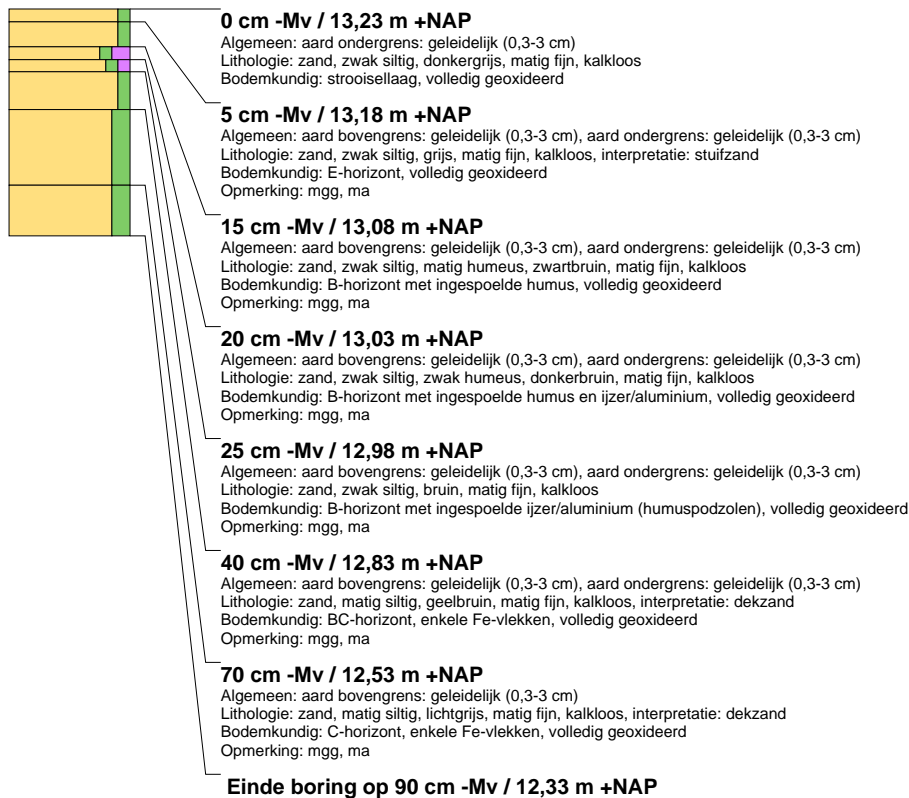 0 cm -Mv / 13,23 m +NAP
Algemeen: aard ondergrens: geleidelijk (0,3-3 cm)
Lithologie: zand, zwak siltig, donkergrijs, matig fijn, kalkloos
Bodemkundig: strooisellaag, volledig geoxideerd
5 cm -Mv / 13,18 m +NAP
Algemeen: aard bovengrens: geleidelijk (0,3-3 cm), aard ondergrens: geleidelijk (0,3-3 cm)
Lithologie: zand, zwak siltig, grijs, matig fijn, kalkloos, interpretatie: stuifzand
Bodemkundig: E-horizont, volledig geoxideerd
Opmerking: mgg, ma
15 cm -Mv / 13,08 m +NAP
Algemeen: aard bovengrens: geleidelijk (0,3-3 cm), aard ondergrens: geleidelijk (0,3-3 cm)
Lithologie: zand, zwak siltig, matig humeus, zwartbruin, matig fijn, kalkloos
Bodemkundig: B-horizont met ingespoelde humus, volledig geoxideerd
Opmerking: mgg, ma
20 cm -Mv / 13,03 m +NAP
Algemeen: aard bovengrens: geleidelijk (0,3-3 cm), aard ondergrens: geleidelijk (0,3-3 cm)
Lithologie: zand, zwak siltig, zwak humeus, donkerbruin, matig fijn, kalkloos
Bodemkundig: B-horizont met ingespoelde humus en ijzer/aluminium, volledig geoxideerd
Opmerking: mgg, ma
25 cm -Mv / 12,98 m +NAP
Algemeen: aard bovengrens: geleidelijk (0,3-3 cm), aard ondergrens: geleidelijk (0,3-3 cm)
Lithologie: zand, zwak siltig, bruin, matig fijn, kalkloos
Bodemkundig: B-horizont met ingespoelde ijzer/aluminium (humuspodzolen), volledig geoxideerd
Opmerking: mgg, ma
40 cm -Mv / 12,83 m +NAP
Algemeen: aard bovengrens: geleidelijk (0,3-3 cm), aard ondergrens: geleidelijk (0,3-3 cm)
Lithologie: zand, matig siltig, geelbruin, matig fijn, kalkloos, interpretatie: dekzand
Bodemkundig: BC-horizont, enkele Fe-vlekken, volledig geoxideerd
Opmerking: mgg, ma
70 cm -Mv / 12,53 m +NAP
Algemeen: aard bovengrens: geleidelijk (0,3-3 cm)
Lithologie: zand, matig siltig, lichtgrijs, matig fijn, kalkloos, interpretatie: dekzand
Bodemkundig: C-horizont, enkele Fe-vlekken, volledig geoxideerd
Opmerking: mgg, ma
Einde boring op 90 cm -Mv / 12,33 m +NAP